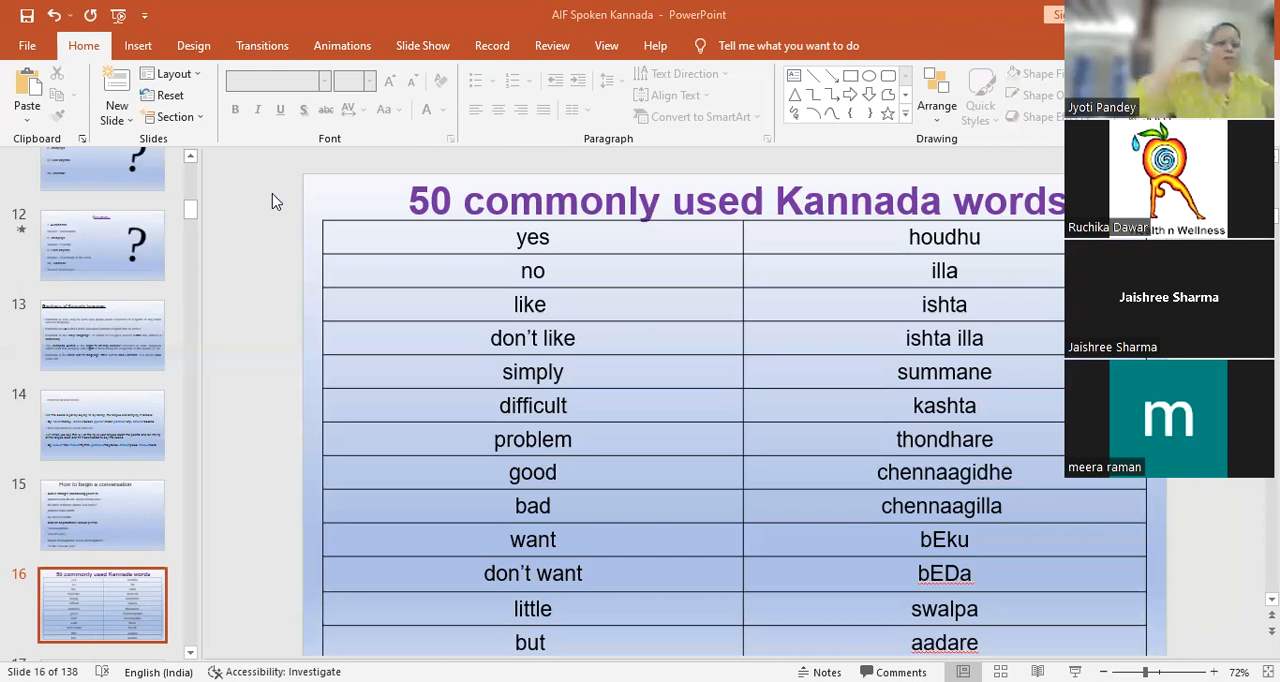 AIF Spoken Kannada - PowerPoint
File Home Insert Design Transitions Animations Slide Show Record Review View Help Tell me what you want to do
Paste
New Slide
Layout
Reset
Section
Text Direction
Align Text
Convert to SmartArt
Arrange
Quick Styles
Shape
Shape
Shape
Clipboard Slides Font Paragraph Drawing
12
13
14
15
How to begin a conversation
16
50 commonly used Kannada words
50 commonly used Kannada words
yes houdhu
no illa
like ishta
don't like ishta illa
simply summane
difficult kashta
problem thondhare
good chennaagidhe
bad chennaagilla
want bEku
don't want bEDa
little swalpa
but aadare
Jyoti Pandey
Ruchika Dawar
n Wellness
Jaishree Sharma
Jaishree Sharma
m
meera raman
Slide 16 of 138 English (India) Accessibility: Investigate Notes Comments 72%